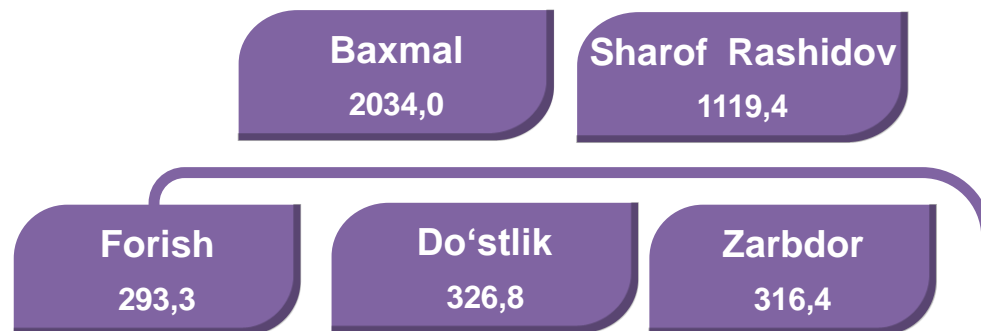 Baxmal
2034,0
Sharof Rashidov
1119,4
Forish
293,3
Do‘stlik
326,8
Zarbdor
316,4